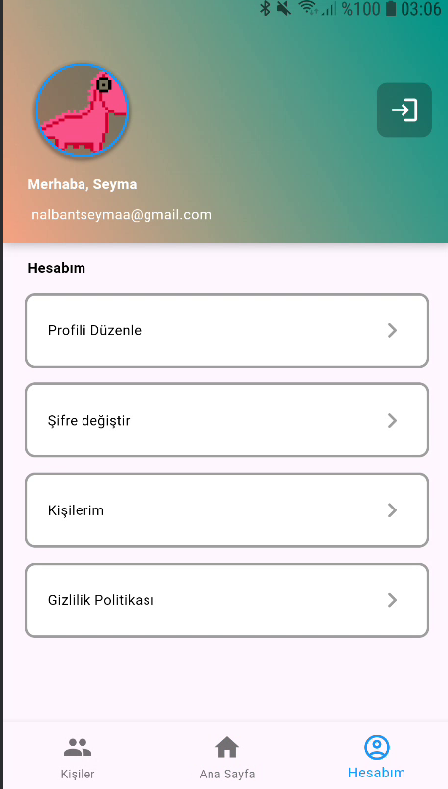 %100 03:06
Merhaba, Seyma
nalbantseymaa@gmail.com
Hesabım
Profili Düzenle
Şifre değiştir
Kişilerim
Gizlilik Politikası
Kişiler
Ana Sayfa
Hesabım